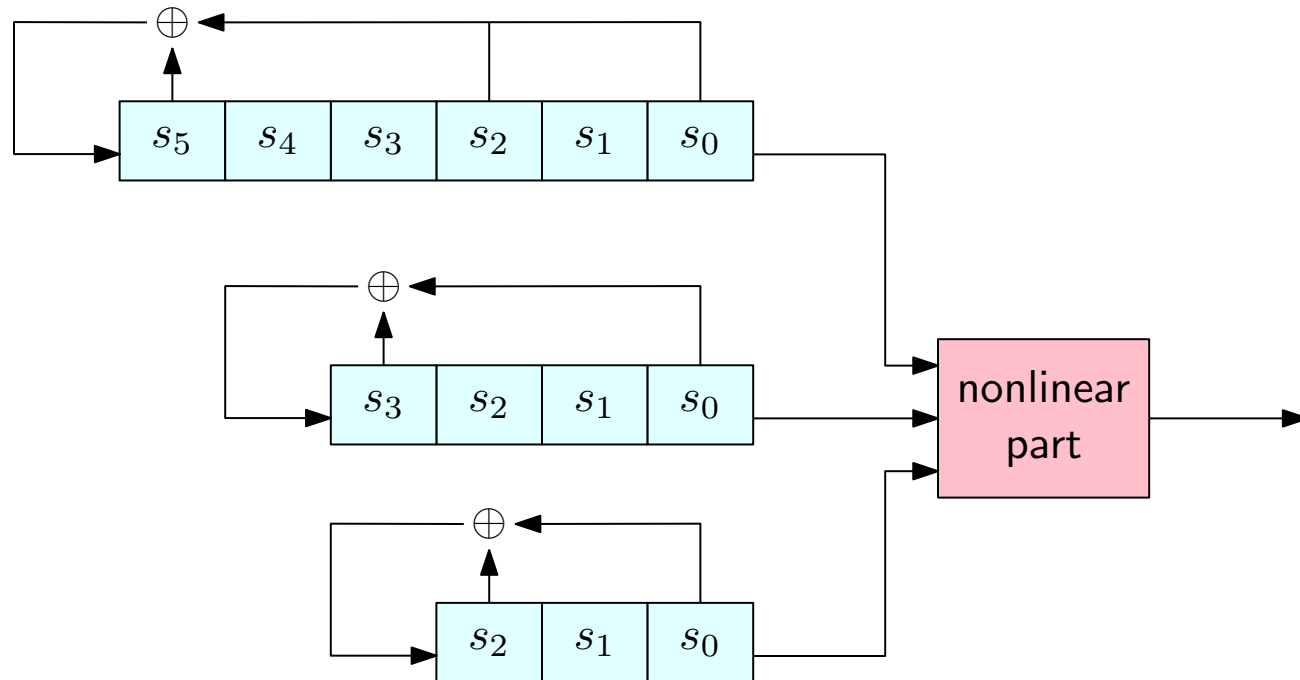 s₅ s₄ s₃ s₂ s₁ s₀
s₃ s₂ s₁ s₀
nonlinear
part
s₂ s₁ s₀